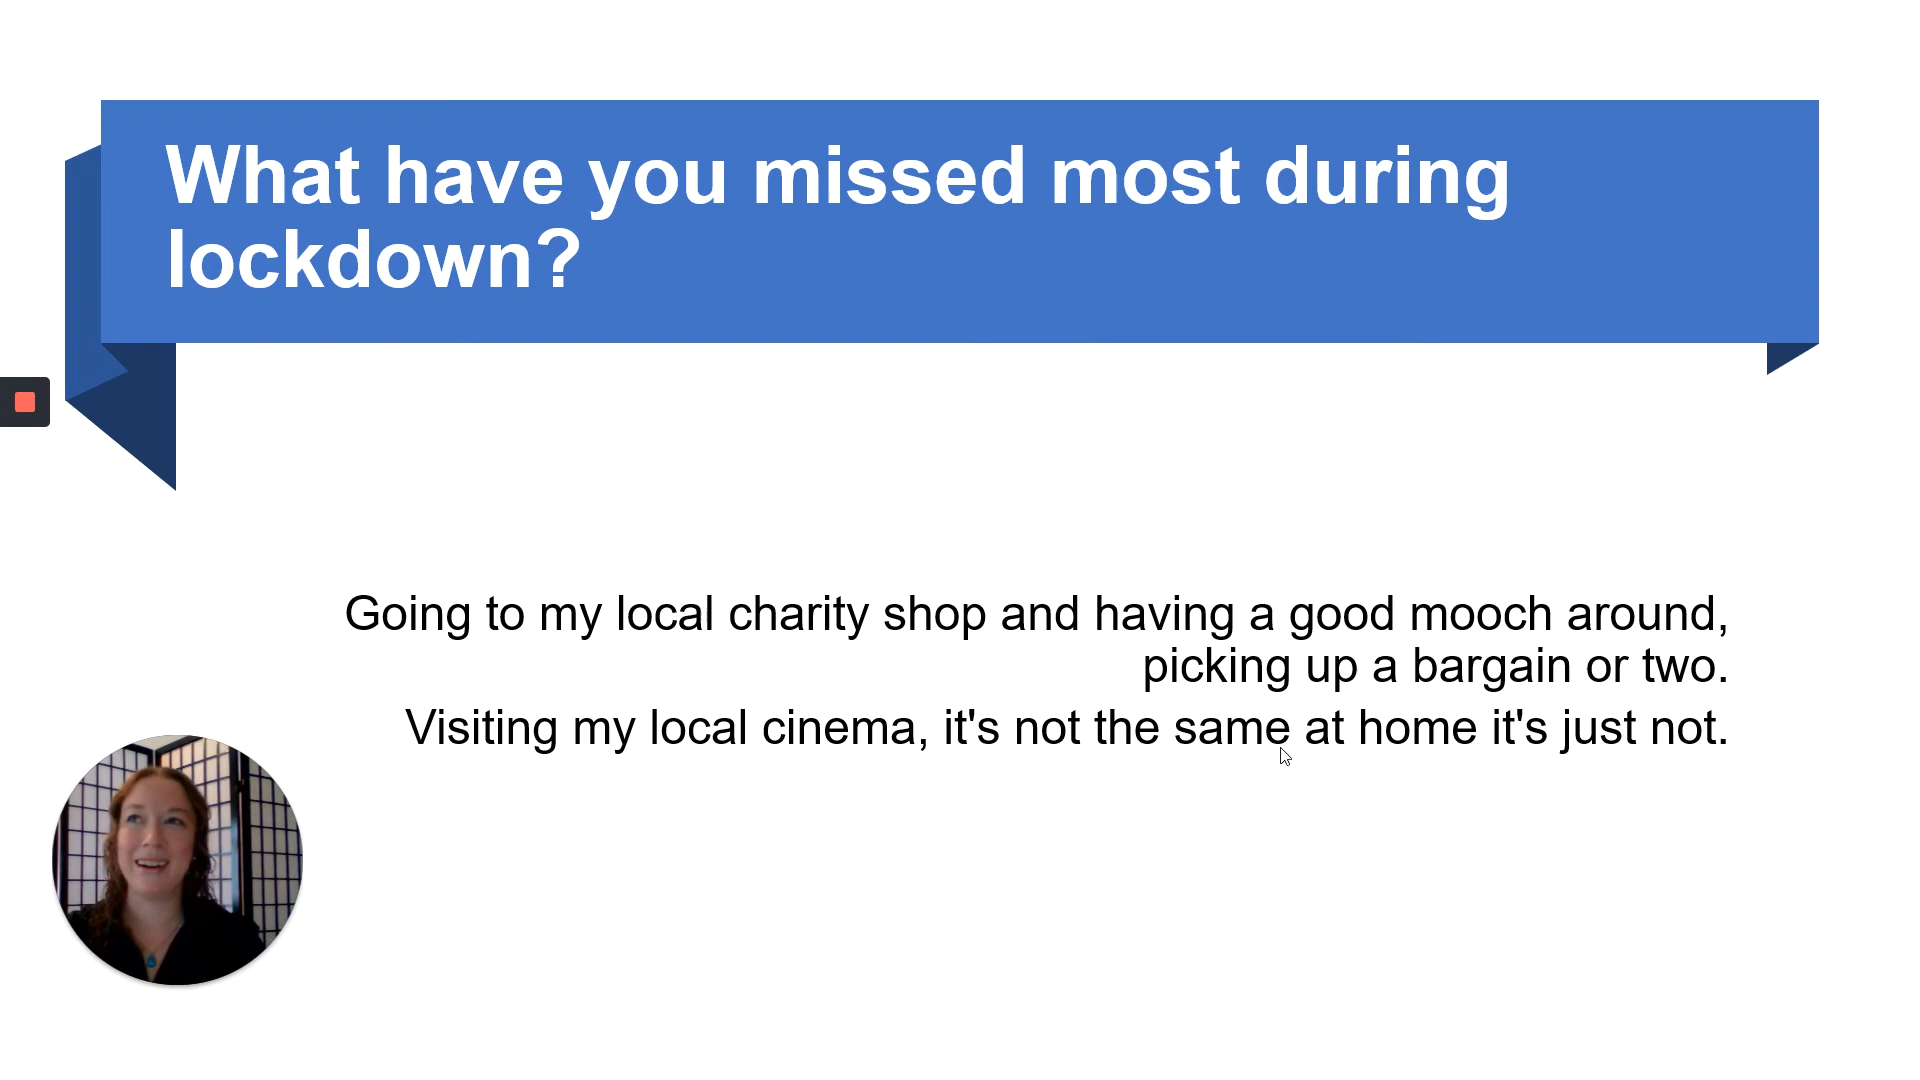 What have you missed most during
lockdown?
Going to my local charity shop and having a good mooch around,
picking up a bargain or two.
Visiting my local cinema, it's not the same at home it's just not.